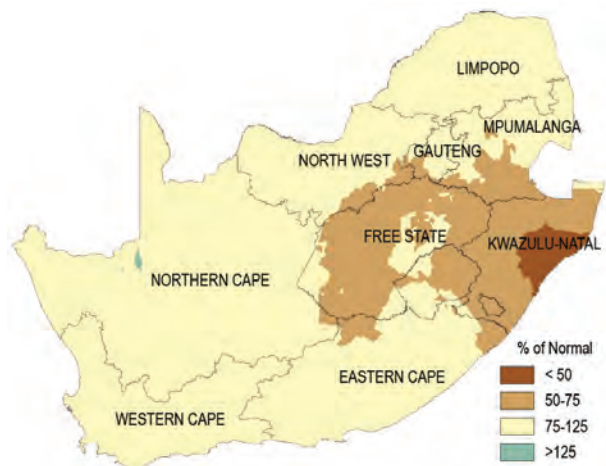 LIMPOPO
MPUMALANGA
GAUTENG
NORTH WEST
FREE STATE
KWAZULU-NATAL
NORTHERN CAPE
EASTERN CAPE
WESTERN CAPE
% of Normal
< 50
50-75
75-125
>125